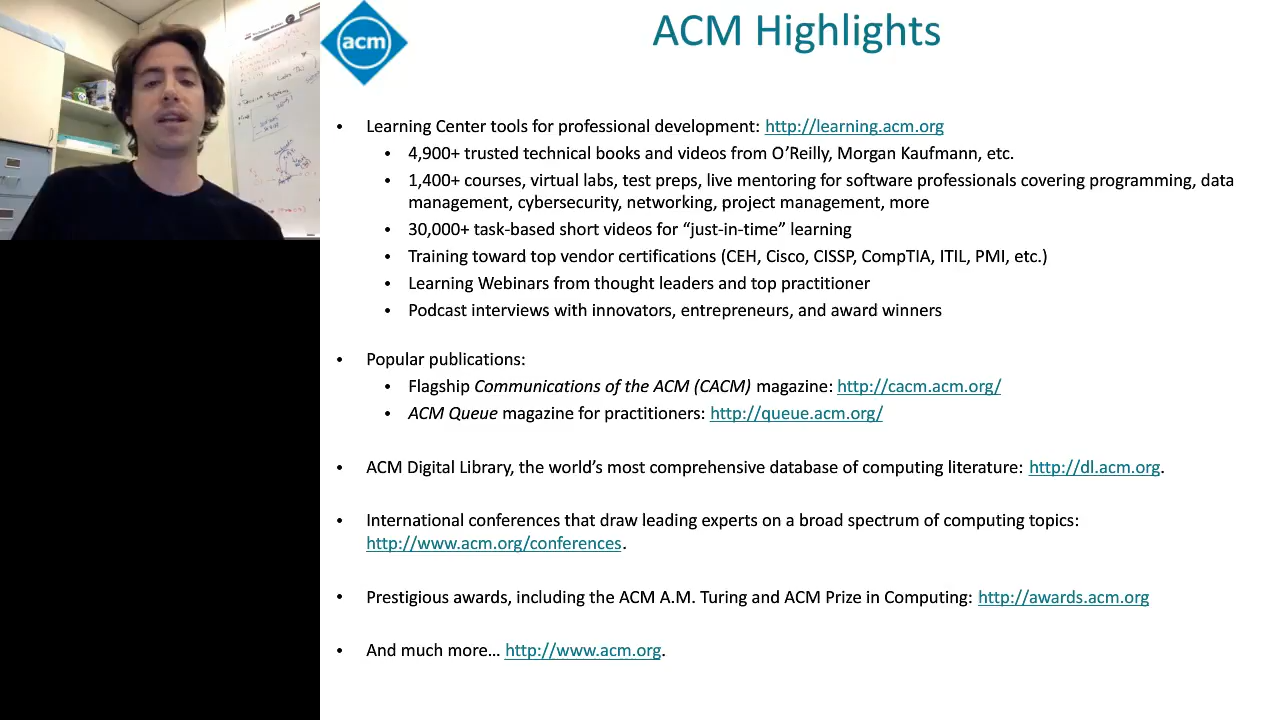 acm
ACM Highlights
• Learning Center tools for professional development: http://learning.acm.org
• 4,900+ trusted technical books and videos from O’Reilly, Morgan Kaufmann, etc.
• 1,400+ courses, virtual labs, test preps, live mentoring for software professionals covering programming, data
management, cybersecurity, networking, project management, more
• 30,000+ task-based short videos for “just-in-time” learning
• Training toward top vendor certifications (CEH, Cisco, CISSP, CompTIA, ITIL, PMI, etc.)
• Learning Webinars from thought leaders and top practitioner
• Podcast interviews with innovators, entrepreneurs, and award winners
• Popular publications:
• Flagship Communications of the ACM (CACM) magazine: http://cacm.acm.org/
• ACM Queue magazine for practitioners: http://queue.acm.org/
• ACM Digital Library, the world’s most comprehensive database of computing literature: http://dl.acm.org.
• International conferences that draw leading experts on a broad spectrum of computing topics:
http://www.acm.org/conferences.
• Prestigious awards, including the ACM A.M. Turing and ACM Prize in Computing: http://awards.acm.org
• And much more… http://www.acm.org.